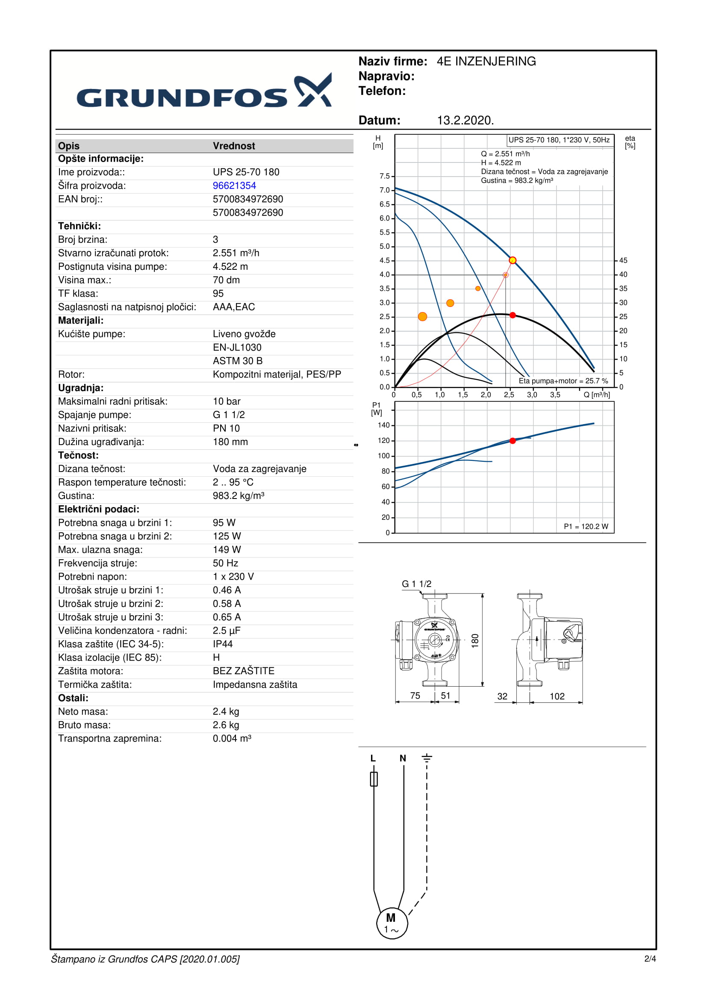 GRUNDFOS
Naziv firme: 4E INZENJERING
Napravio:
Telefon:
Datum: 13.2.2020.
Opis Vrednost
Opšte informacije:
Ime proizvoda:: UPS 25-70 180
Šifra proizvoda: 96621354
EAN broj:: 5700834972690
5700834972690
Tehnički:
Broj brzina: 3
Stvarno izračunati protok: 2.551 m³/h
Postignuta visina pumpe: 4.522 m
Visina max.: 70 dm
TF klasa: 95
Saglasnosti na natpisnoj pločici: AAA,EAC
Materijali:
Kućište pumpe: Liveno gvožđe
EN-JL1030
ASTM 30 B
Rotor: Kompozitni materijal, PES/PP
Ugradnja:
Maksimalni radni pritisak: 10 bar
Spajanje pumpe: G 1 1/2
Nazivni pritisak: PN 10
Dužina ugrađivanja: 180 mm
Tečnost:
Dizana tečnost: Voda za zagrejavanje
Raspon temperature tečnosti: 2 .. 95 °C
Gustina: 983.2 kg/m³
Električni podaci:
Potrebna snaga u brzini 1: 95 W
Potrebna snaga u brzini 2: 125 W
Max. ulazna snaga: 149 W
Frekvencija struje: 50 Hz
Potrebni napon: 1 x 230 V
Utrošak struje u brzini 1: 0.46 A
Utrošak struje u brzini 2: 0.58 A
Utrošak struje u brzini 3: 0.65 A
Veličina kondenzatora - radni: 2.5 µF
Klasa zaštite (IEC 34-5): IP44
Klasa izolacije (IEC 85): H
Zaštita motora: BEZ ZAŠTITE
Termička zaštita: Impedansna zaštita
Ostali:
Neto masa: 2.4 kg
Bruto masa: 2.6 kg
Transportna zapremina: 0.004 m³
H
[m]
UPS 25-70 180, 1*230 V, 50Hz
eta
[%]
Q = 2.551 m³/h
H = 4.522 m
Dizana tečnost = Voda za zagrejavanje
Gustina = 983.2 kg/m³
7.5
7.0
6.5
6.0
5.5
5.0
4.5 45
4.0 40
3.5 35
3.0 30
2.5 25
2.0 20
1.5 15
1.0 10
0.5 5
Eta pumpa+motor = 25.7 %
0.0 0
0 0,5 1,0 1,5 2,0 2,5 3,0 3,5 Q [m³/h]
P1
[W]
140
120
100
80
60
40
20
P1 = 120.2 W
0
G 1 1/2
GRUNDFOS
180
75 51 32 102
L N
M
1~
Štampano iz Grundfos CAPS [2020.01.005]
2/4